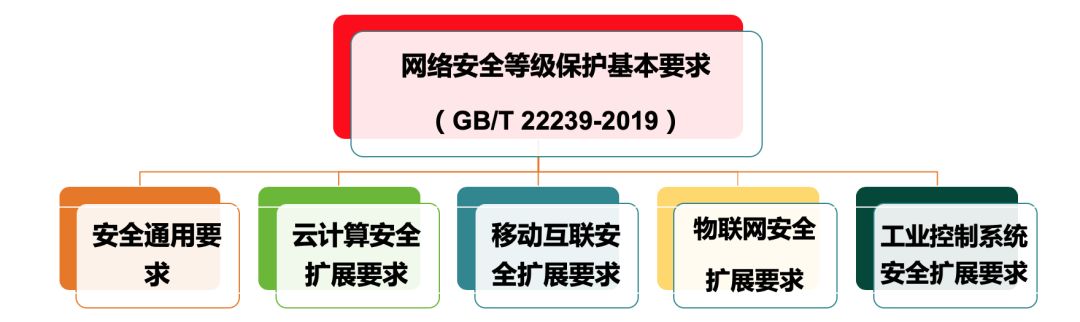 网络安全等级保护基本要求
（GB/T 22239-2019）
安全通用要
求
云计算安全
扩展要求
移动互联安
全扩展要求
物联网安全
扩展要求
工业控制系统
安全扩展要求